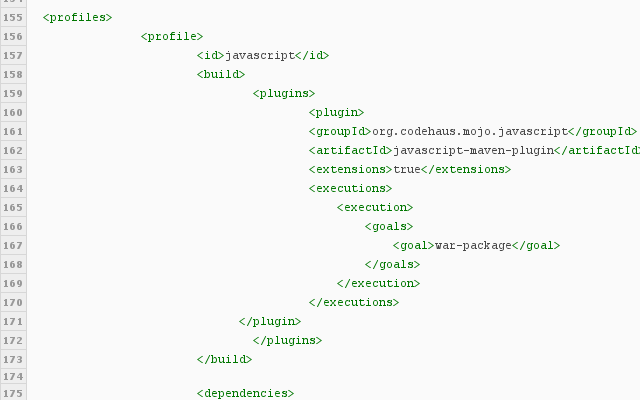 155 <profiles>
156 <profile>
157 <id>javascript</id>
158 <build>
159 <plugins>
160 <plugin>
161 <groupId>org.codehaus.mojo.javascript</groupId>
162 <artifactId>javascript-maven-plugin</artifactId>
163 <extensions>true</extensions>
164 <executions>
165 <execution>
166 <goals>
167 <goal>war-package</goal>
168 </goals>
169 </execution>
170 </executions>
171 </plugin>
172 </plugins>
173 </build>
174
175 <dependencies>